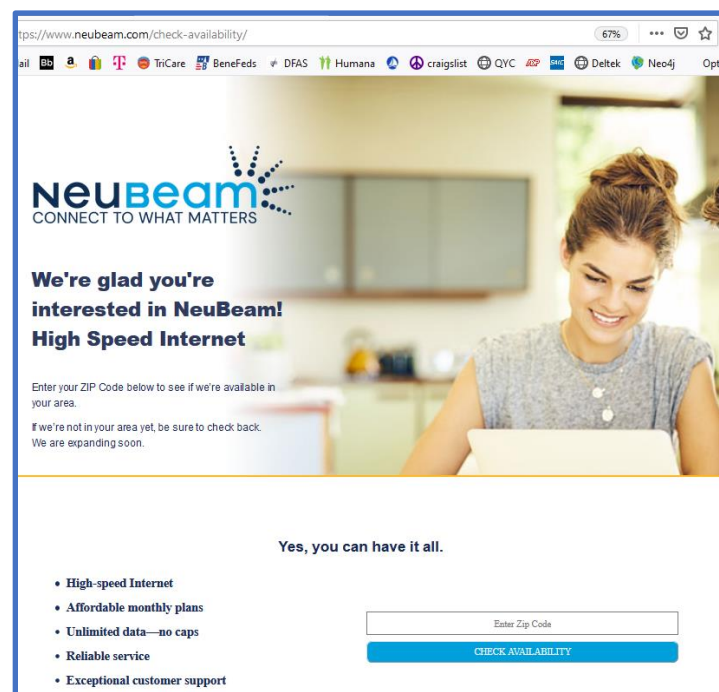 tps://www.neubeam.com/check-availability/
67%
ail Bb a. T TriCare BeneFeds DFAS Humana craigslist QYC ADP SMC Deltek Neo4j Opt
NeuBeam
CONNECT TO WHAT MATTERS
We're glad you're
interested in NeuBeam!
High Speed Internet
Enter your ZIP Code below to see if we're available in
your area.
If we're not in your area yet, be sure to check back.
We are expanding soon.
Yes, you can have it all.
• High-speed Internet
• Affordable monthly plans
• Unlimited data—no caps
• Reliable service
• Exceptional customer support
Enter Zip Code
CHECK AVAILABILITY